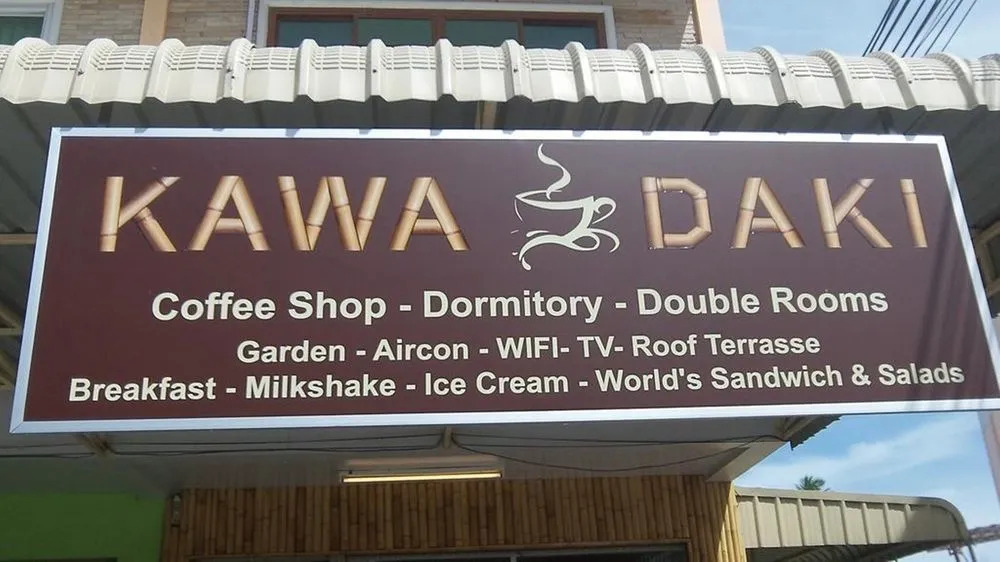 KAWA DAKI
Coffee Shop - Dormitory - Double Rooms
Garden - Aircon - WIFI- TV- Roof Terrasse
Breakfast - Milkshake - Ice Cream - World's Sandwich & Salads